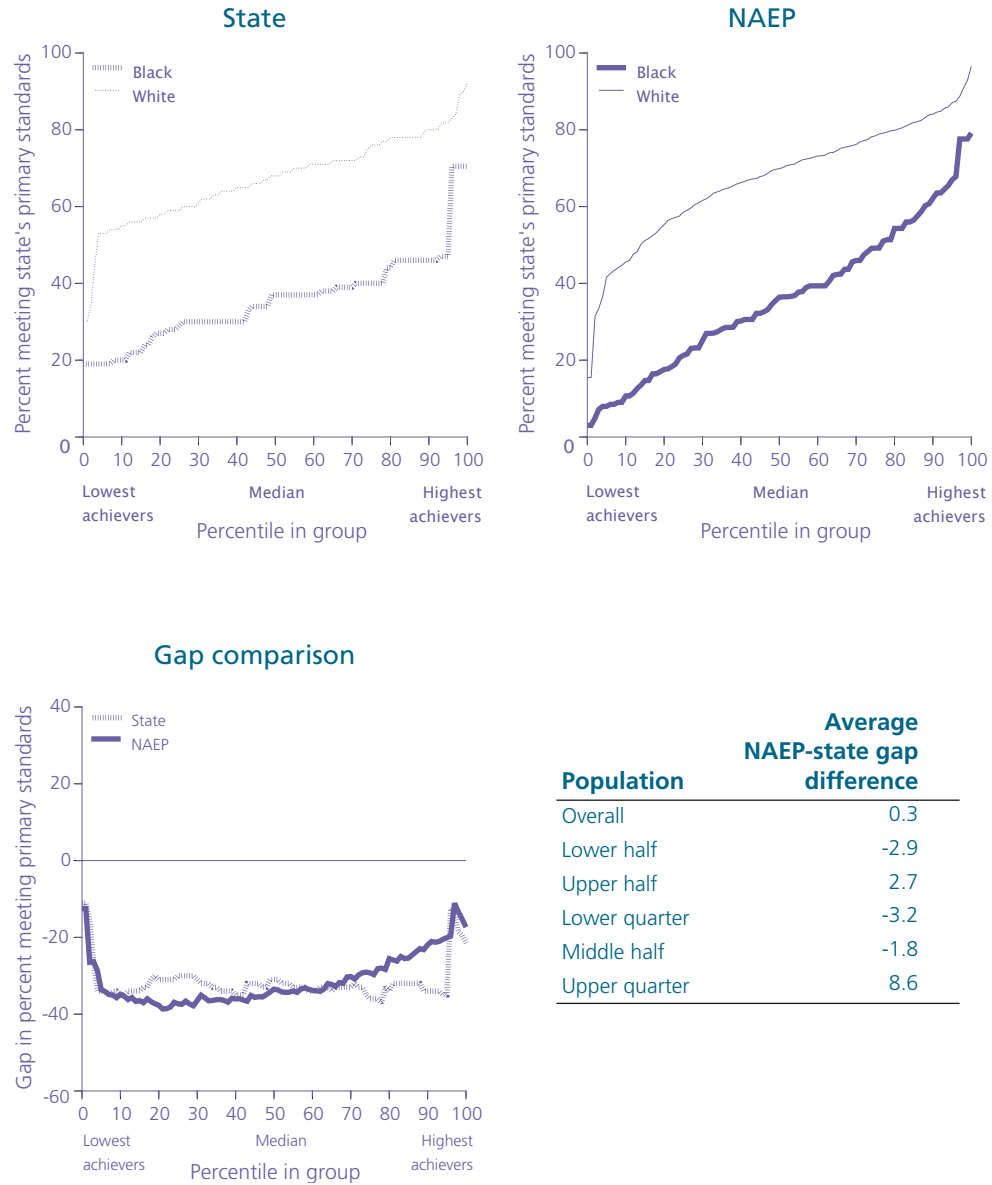 State
Percent meeting state's primary standards
100
80
60
40
20
0
Black
White
0 10 20 30 40 50 60 70 80 90 100
Lowest achievers
Median
Highest achievers
Percentile in group
NAEP
Percent meeting state's primary standards
100
80
60
40
20
0
Black
White
0 10 20 30 40 50 60 70 80 90 100
Lowest achievers
Median
Highest achievers
Percentile in group
Gap comparison
Gap in percent meeting primary standards
40
20
0
-20
-40
-60
State
NAEP
0 10 20 30 40 50 60 70 80 90 100
Lowest achievers
Median
Highest achievers
Percentile in group
Average
NAEP-state gap
Population difference
Overall 0.3
Lower half -2.9
Upper half 2.7
Lower quarter -3.2
Middle half -1.8
Upper quarter 8.6